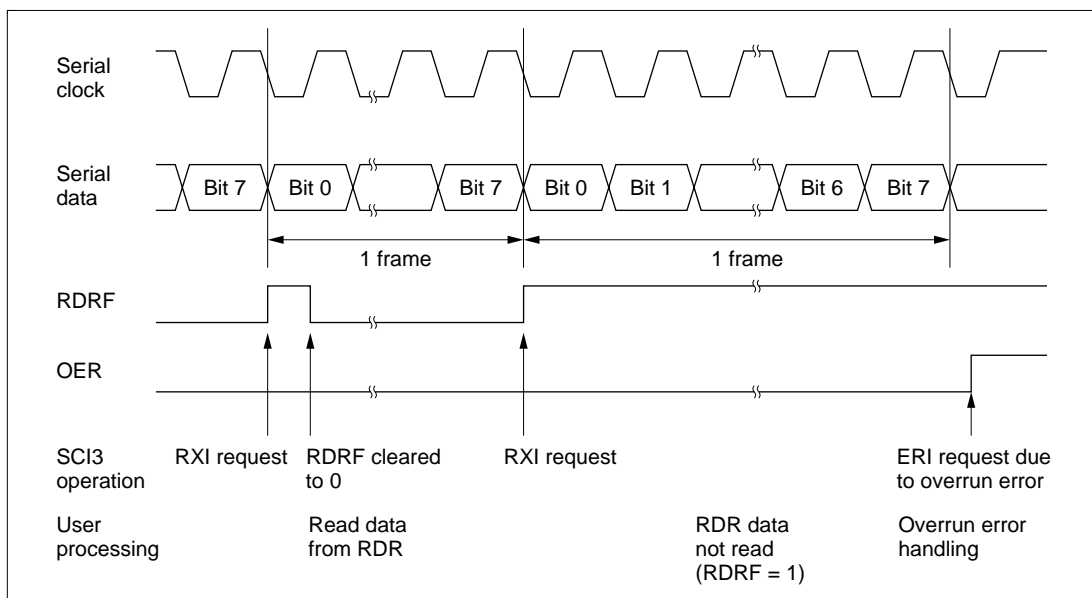 Serial
clock
Serial
data
Bit 7
Bit 0
Bit 7
Bit 0
Bit 1
Bit 6
Bit 7
1 frame
1 frame
RDRF
OER
SCI3
operation
RXI request
RDRF cleared
to 0
RXI request
ERI request due
to overrun error
User
processing
Read data
from RDR
RDR data
not read
(RDRF = 1)
Overrun error
handling